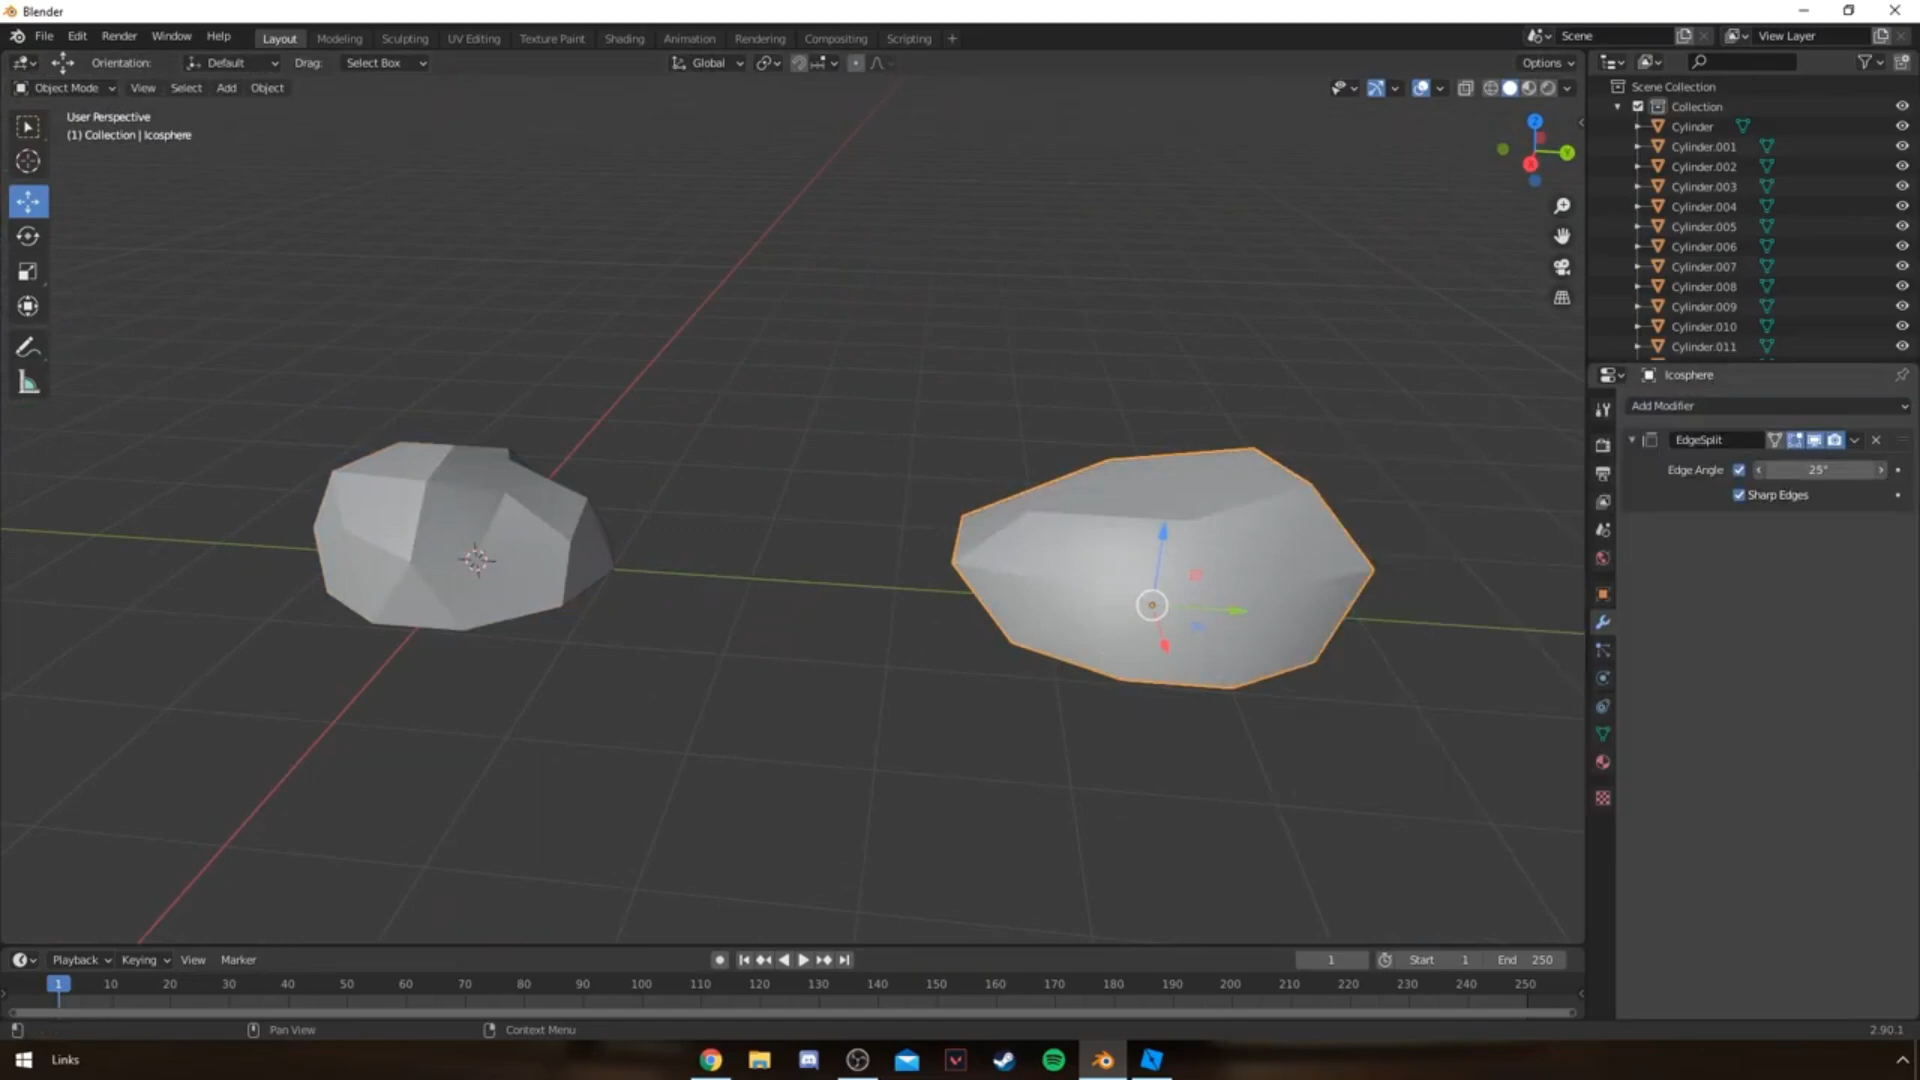 Blender
File Edit Render Window Help Layout Modeling Sculpting UV Editing Texture Paint Shading Animation Rendering Compositing Scripting + Scene View Layer
Orientation: Default Drag: Select Box Global Options
Object Mode View Select Add Object
User Perspective
(1) Collection | Icosphere
Z
Y
X
Scene Collection
Collection
Cylinder
Cylinder.001
Cylinder.002
Cylinder.003
Cylinder.004
Cylinder.005
Cylinder.006
Cylinder.007
Cylinder.008
Cylinder.009
Cylinder.010
Cylinder.011
Icosphere
Add Modifier
EdgeSplit
Edge Angle 25°
Sharp Edges
Playback Keying View Marker 1 Start 1 End 250
1 10 20 30 40 50 60 70 80 90 100 110 120 130 140 150 160 170 180 190 200 210 220 230 240 250
Pan View Context Menu 2.90.1
Links